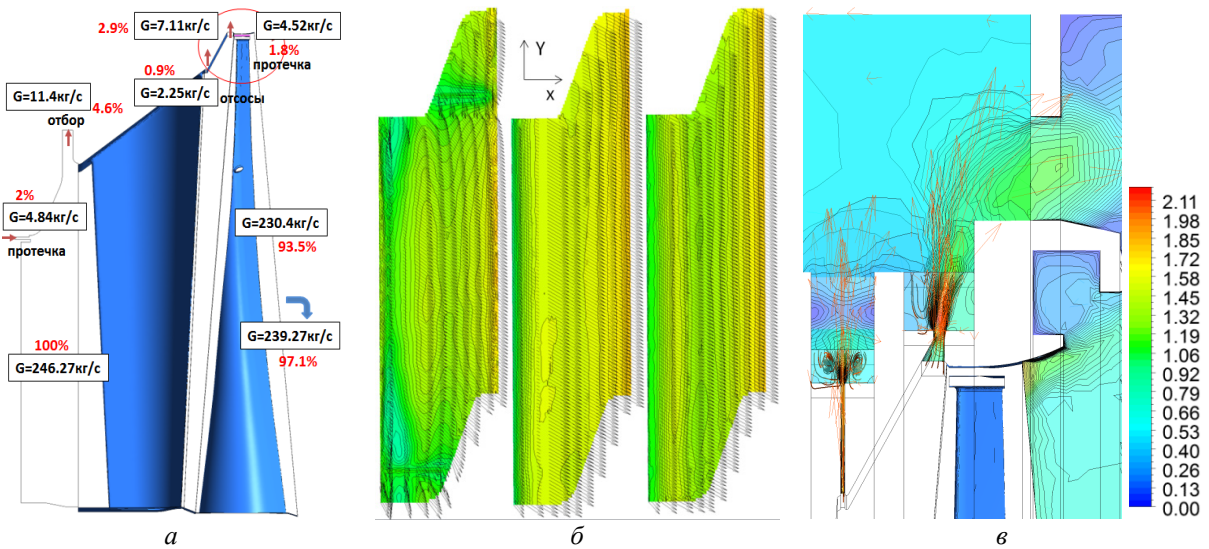 2.9%
G=7.11кг/с
G=4.52кг/с
1.8%
протечка
0.9%
G=2.25кг/с
отсосы
G=11.4кг/с
4.6%
отбор
2%
G=4.84кг/с
протечка
G=230.4кг/с
93.5%
G=239.27кг/с
97.1%
100%
G=246.27кг/с
а
Y
x
б
2.11
1.98
1.85
1.72
1.58
1.45
1.32
1.19
1.06
0.92
0.79
0.66
0.53
0.40
0.26
0.13
0.00
в